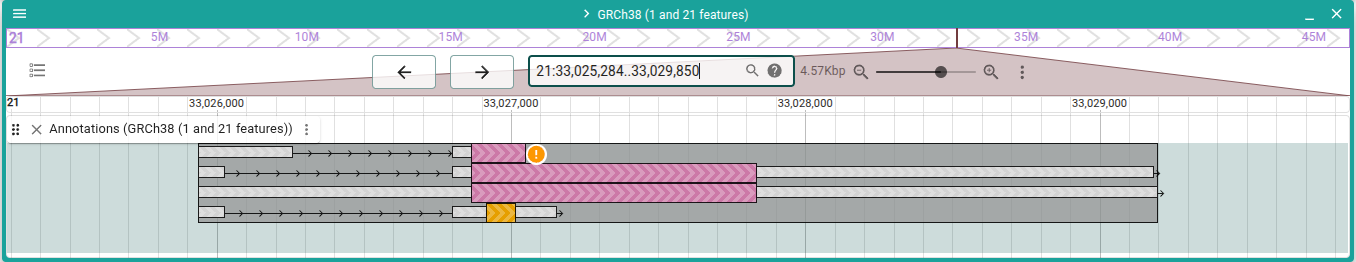 GRCh38 (1 and 21 features)
21 5M 10M 15M 20M 25M 30M 35M 40M 45M
21:33,025,284..33,029,850 4.57Kbp
21 33,026,000 33,027,000 33,028,000 33,029,000
Annotations (GRCh38 (1 and 21 features))